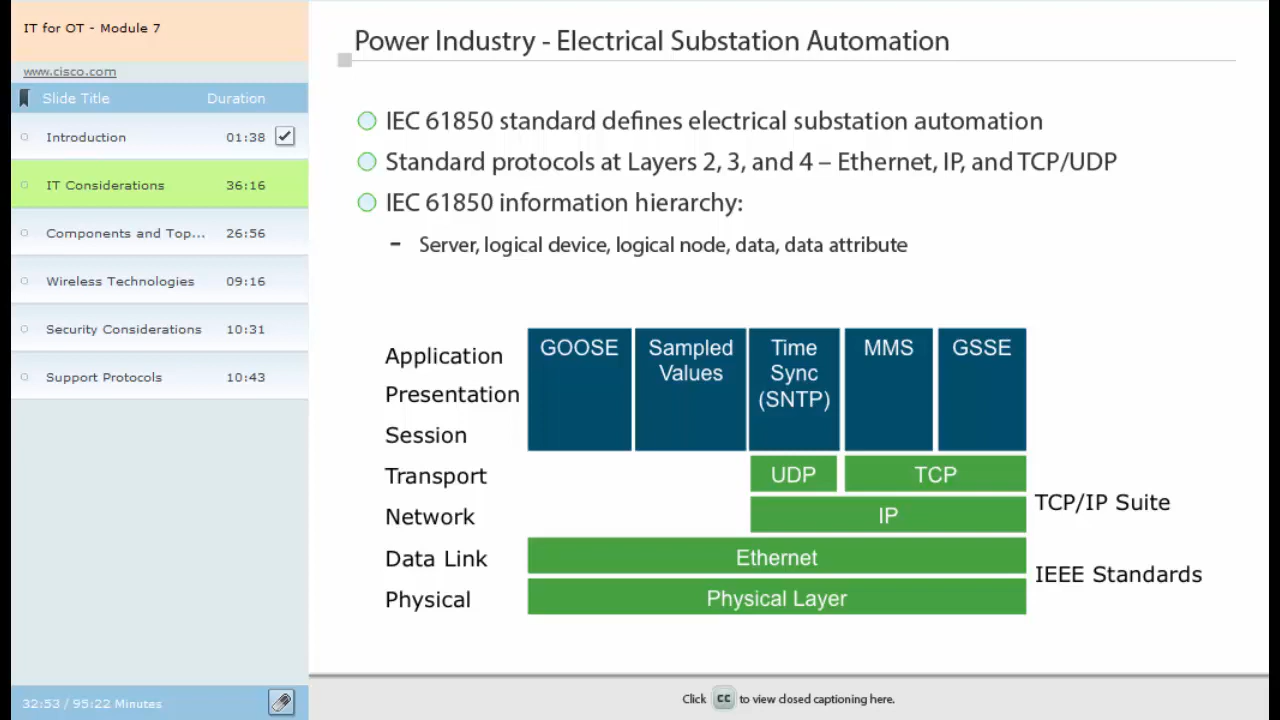 IT for OT - Module 7
www.cisco.com
Slide Title Duration
Introduction 01:38
IT Considerations 36:16
Components and Top... 26:56
Wireless Technologies 09:16
Security Considerations 10:31
Support Protocols 10:43
32:53 / 95:22 Minutes
Power Industry - Electrical Substation Automation
IEC 61850 standard defines electrical substation automation
Standard protocols at Layers 2, 3, and 4 – Ethernet, IP, and TCP/UDP
IEC 61850 information hierarchy:
– Server, logical device, logical node, data, data attribute
Application
Presentation
Session
Transport
Network
Data Link
Physical
GOOSE
Sampled
Values
Time
Sync
(SNTP)
MMS
GSSE
UDP
TCP
IP
Ethernet
Physical Layer
TCP/IP Suite
IEEE Standards
Click CC to view closed captioning here.